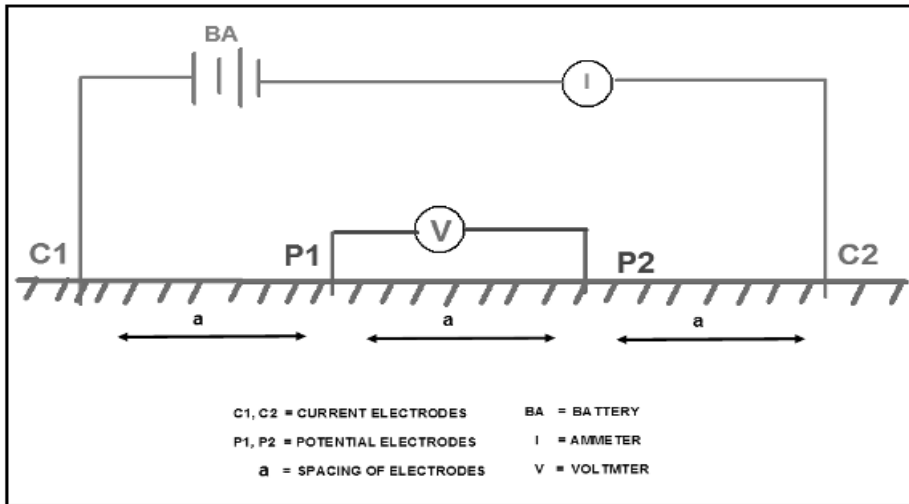 BA
I
V
C1
P1
P2
C2
a
a
a
C1, C2 = CURRENT ELECTRODES
BA = BATTERY
P1, P2 = POTENTIAL ELECTRODES
I = AMMETER
a = SPACING OF ELECTRODES
V = VOLTMTER